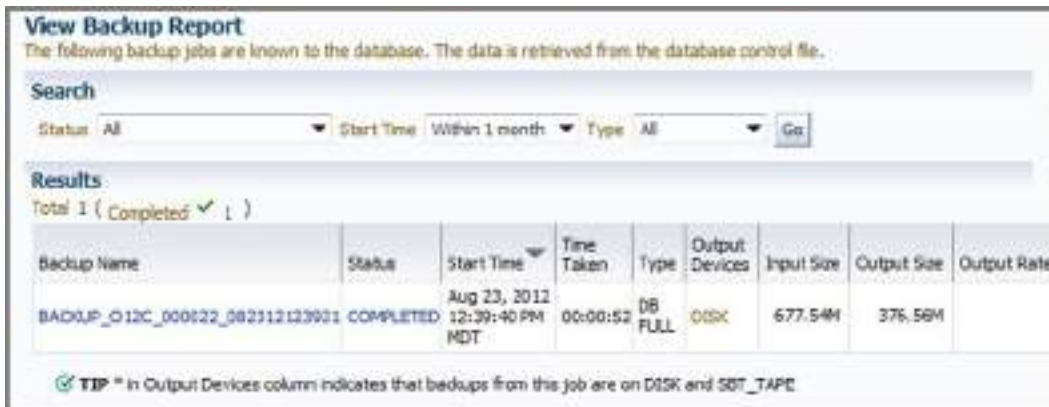 View Backup Report
The following backup jobs are known to the database. The data is retrieved from the database control file.
Search
Status All Start Time Within 1 month Type All Go
Results
Total 1 ( Completed ✓ 1 )
Backup Name Status Start Time Time Taken Type Output Devices Input Size Output Size Output Rate
BACKUP_O12C_000022_082312123921 COMPLETED Aug 23, 2012 12:39:40 PM MDT 00:00:52 DB FULL DISK 677.54M 376.56M
TIP * in Output Devices column indicates that backups from this job are on DISK and SBT_TAPE